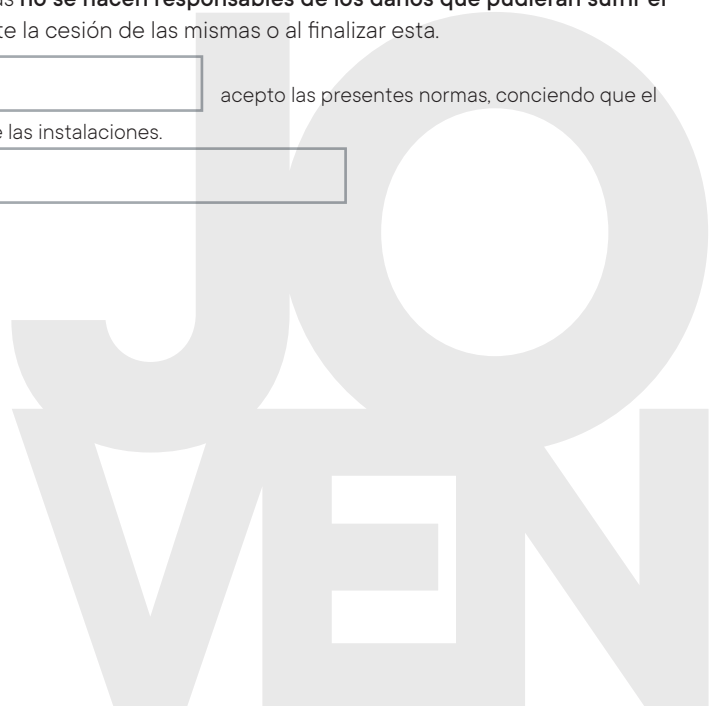 no se hacen responsables de los daños que pudieran sufrir el
la cesión de las mismas o al finalizar esta.
acepto las presentes normas, conciendo que el
las instalaciones.
JO
VEN